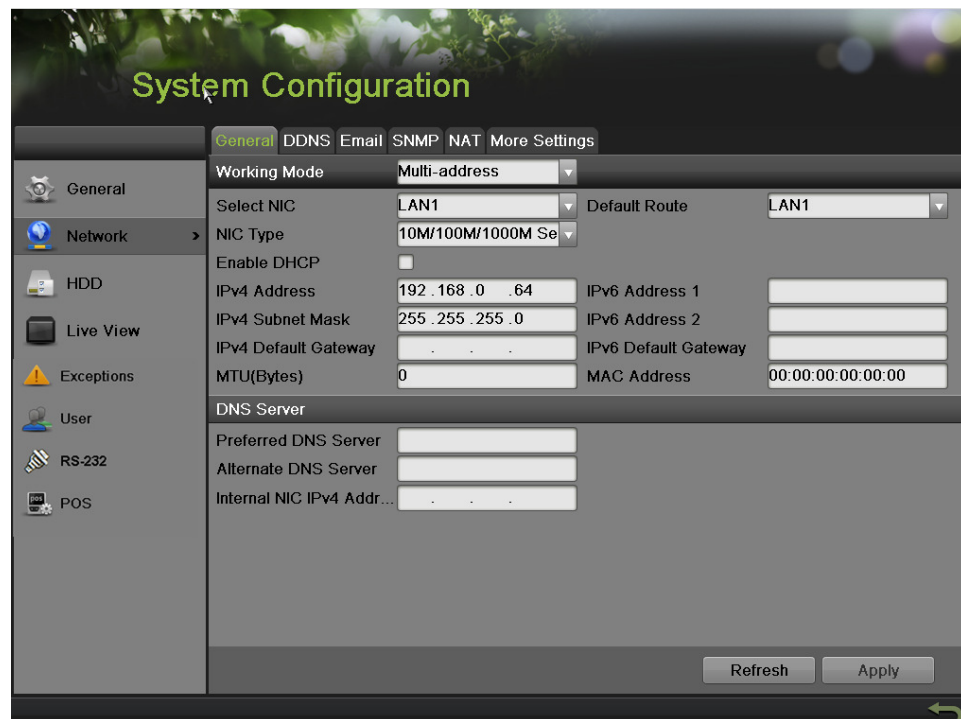 System Configuration
General DDNS Email SNMP NAT More Settings
Working Mode Multi-address
General
Network >
HDD
Live View
Exceptions
User
RS-232
POS
Select NIC LAN1 Default Route LAN1
NIC Type 10M/100M/1000M Se
Enable DHCP
IPv4 Address 192 .168 .0 .64 IPv6 Address 1
IPv4 Subnet Mask 255 .255 .255 .0 IPv6 Address 2
IPv4 Default Gateway . . . IPv6 Default Gateway
MTU(Bytes) 0 MAC Address 00:00:00:00:00:00
DNS Server
Preferred DNS Server
Alternate DNS Server
Internal NIC IPv4 Addr... . . .
Refresh Apply